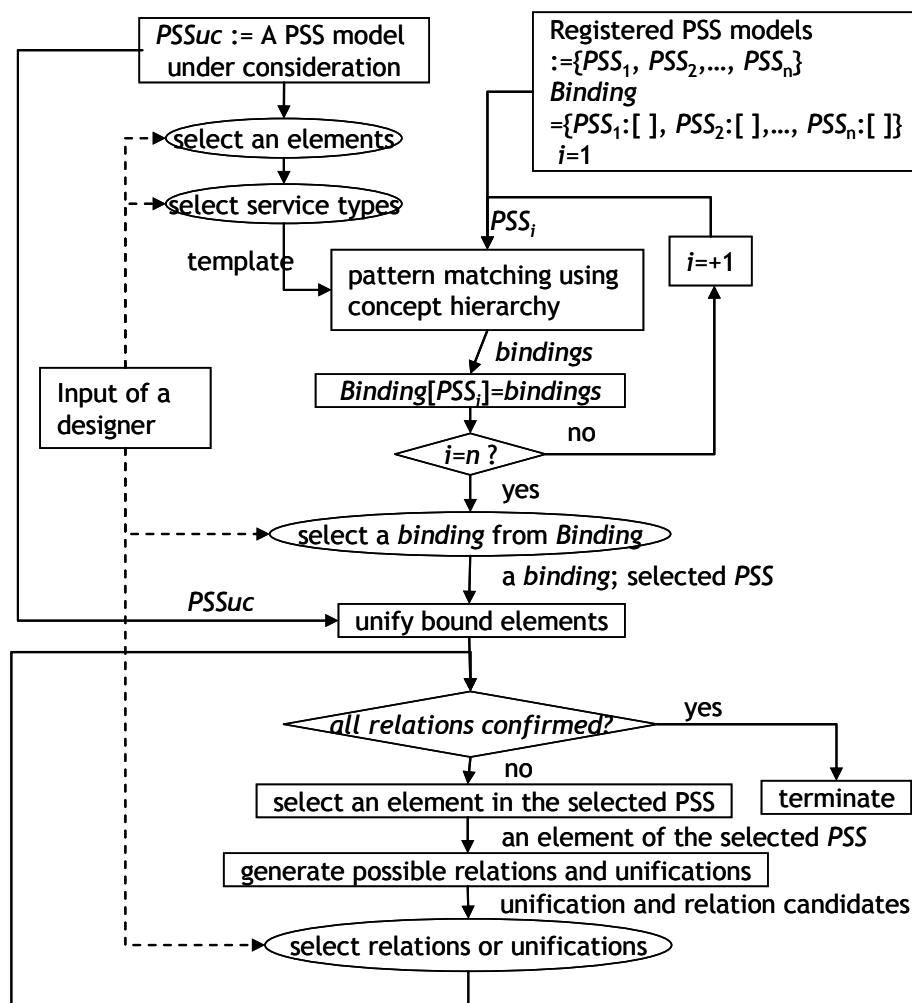 PSSuc := A PSS model
under consideration
Registered PSS models
:={PSS1, PSS2,..., PSSn}
Binding
={PSS1:[ ], PSS2:[ ],..., PSSn:[ ]}
i=1
select an elements
select service types
PSSi
template
i=+1
pattern matching using
concept hierarchy
bindings
Input of a
designer
Binding[PSSi]=bindings
no
i=n ?
yes
select a binding from Binding
a binding; selected PSS
PSSuc
unify bound elements
all relations confirmed?
yes
no
terminate
select an element in the selected PSS
an element of the selected PSS
generate possible relations and unifications
unification and relation candidates
select relations or unifications